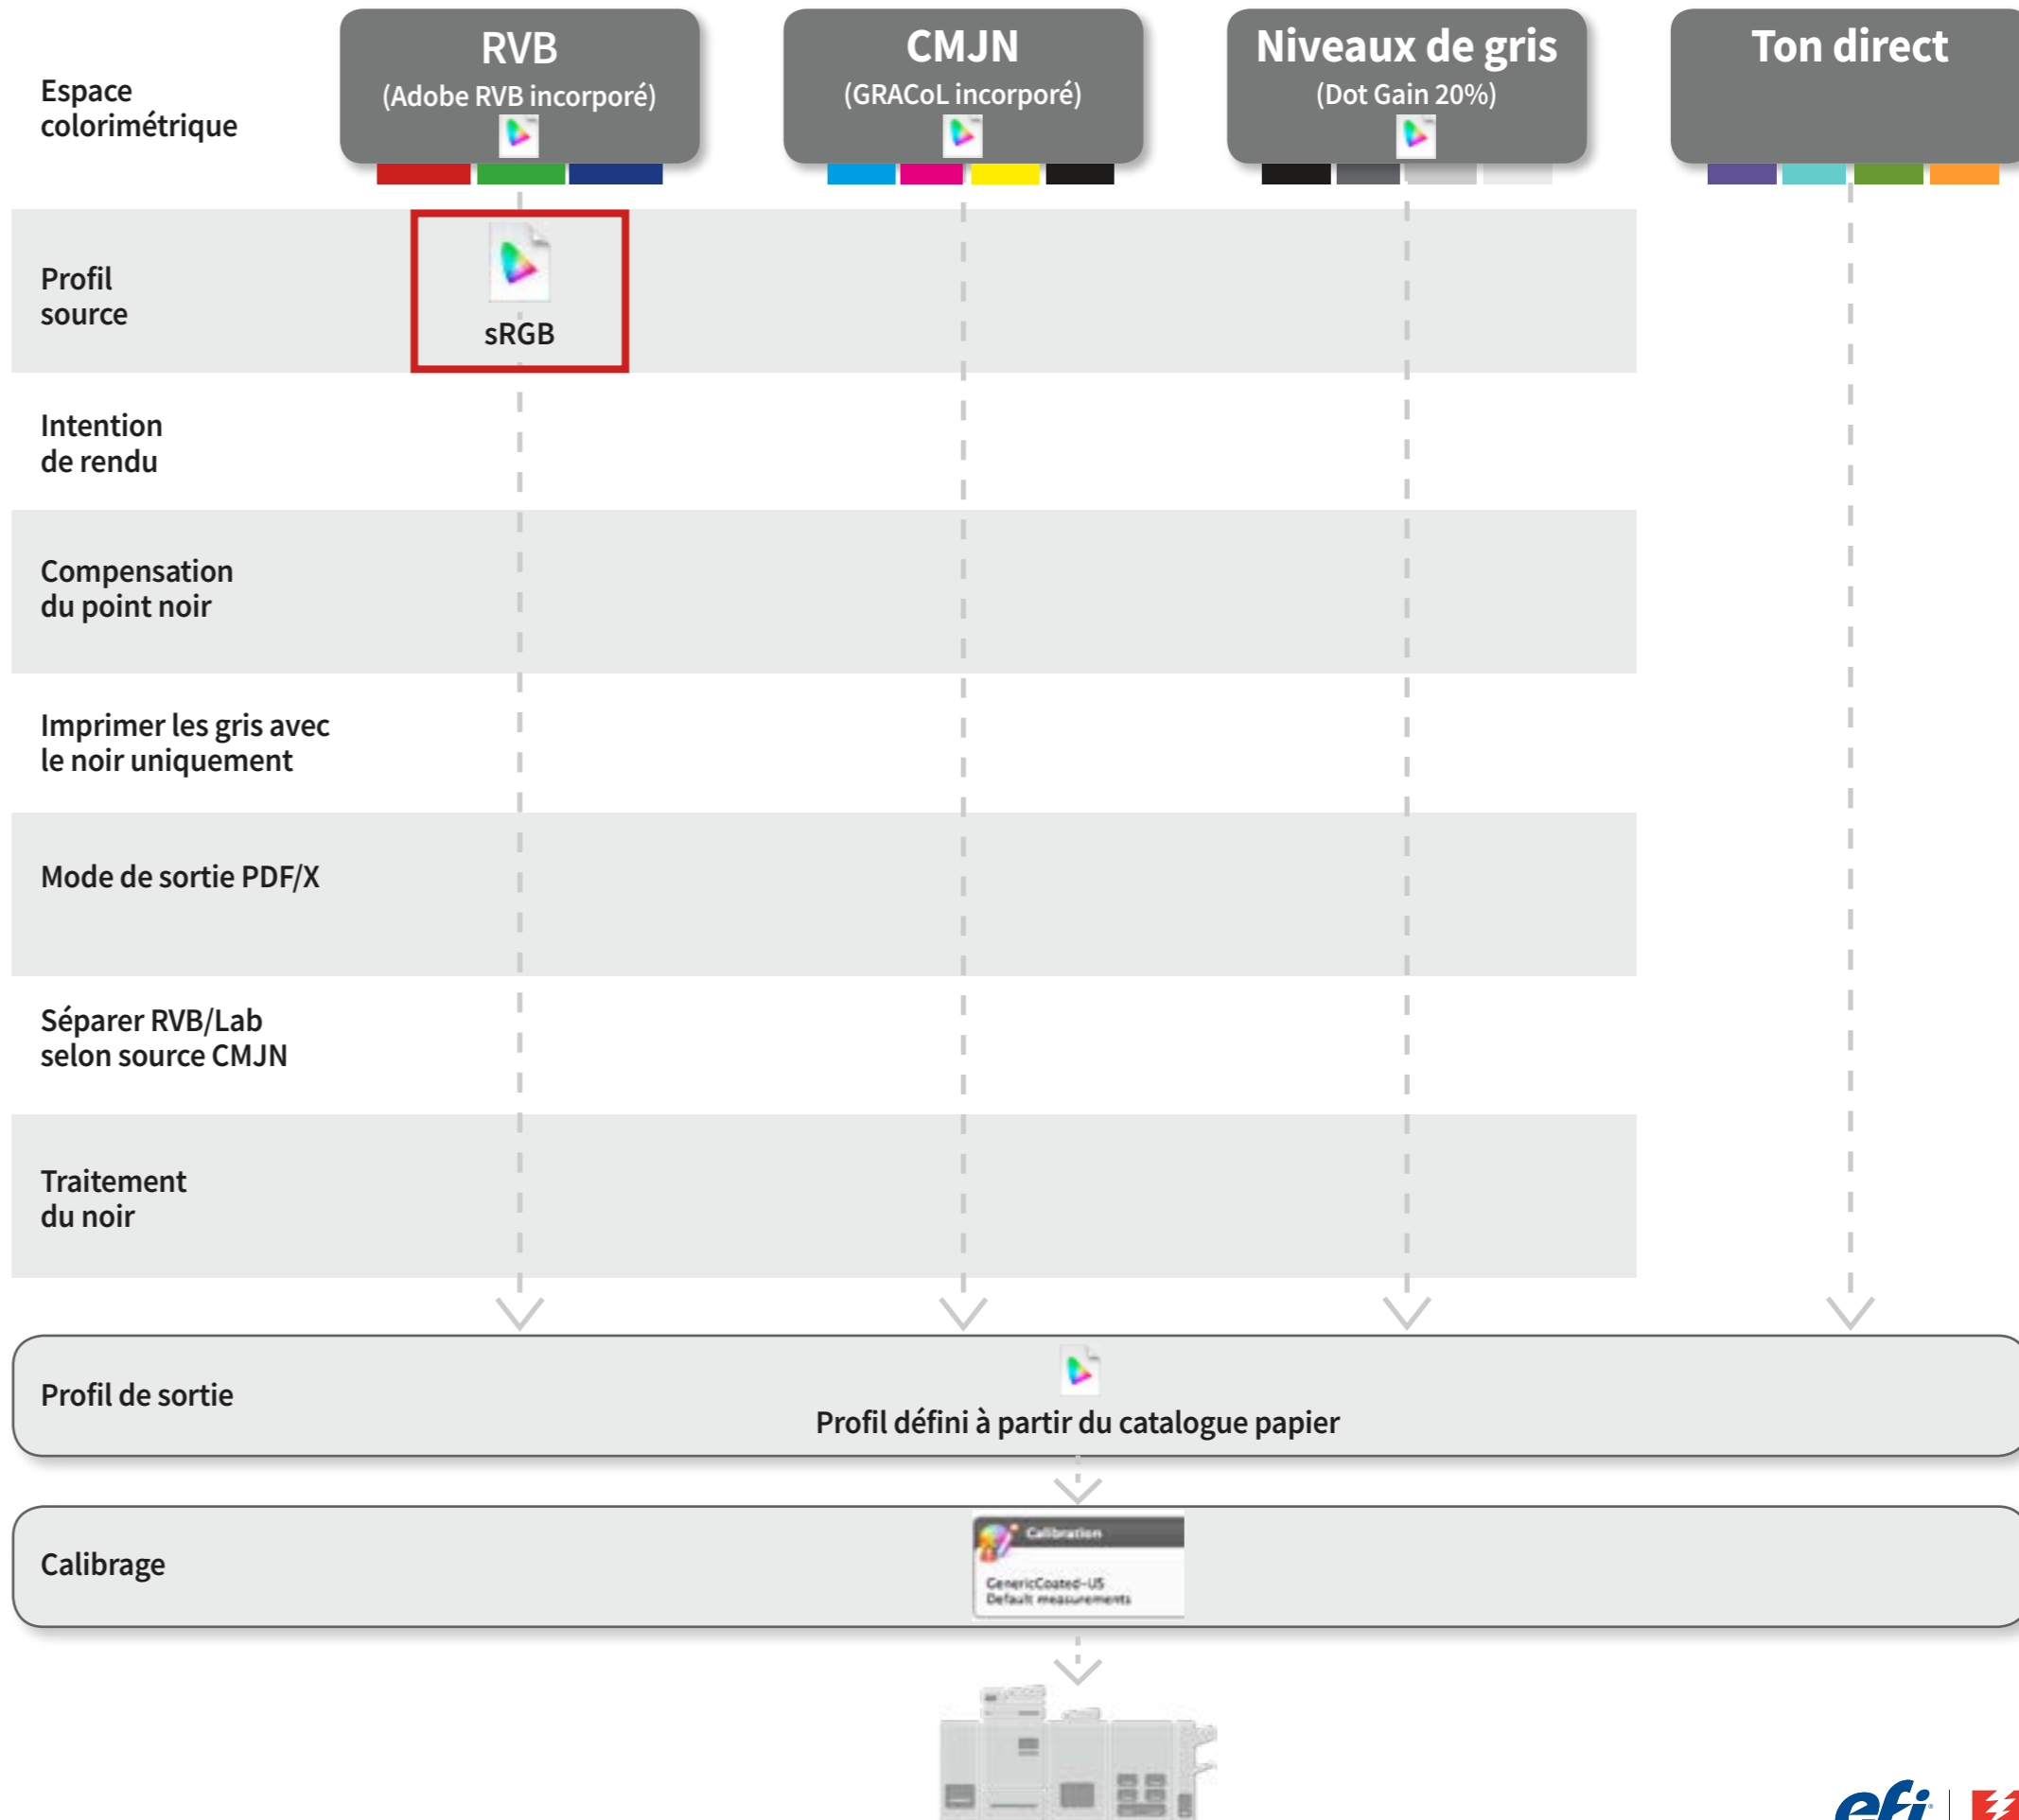 RVB
(Adobe RVB incorporé)
CMJN
(GRACoL incorporé)
Niveaux de gris
(Dot Gain 20%)
Ton direct
Espace
colorimétrique
Profil
source
sRGB
Intention
de rendu
Compensation
du point noir
Imprimer les gris avec
le noir uniquement
Mode de sortie PDF/X
Séparer RVB/Lab
selon source CMJN
Traitement
du noir
Profil de sortie
Profil défini à partir du catalogue papier
Calibrage
Calibration
GenericCoated-US
Default measurements
efi